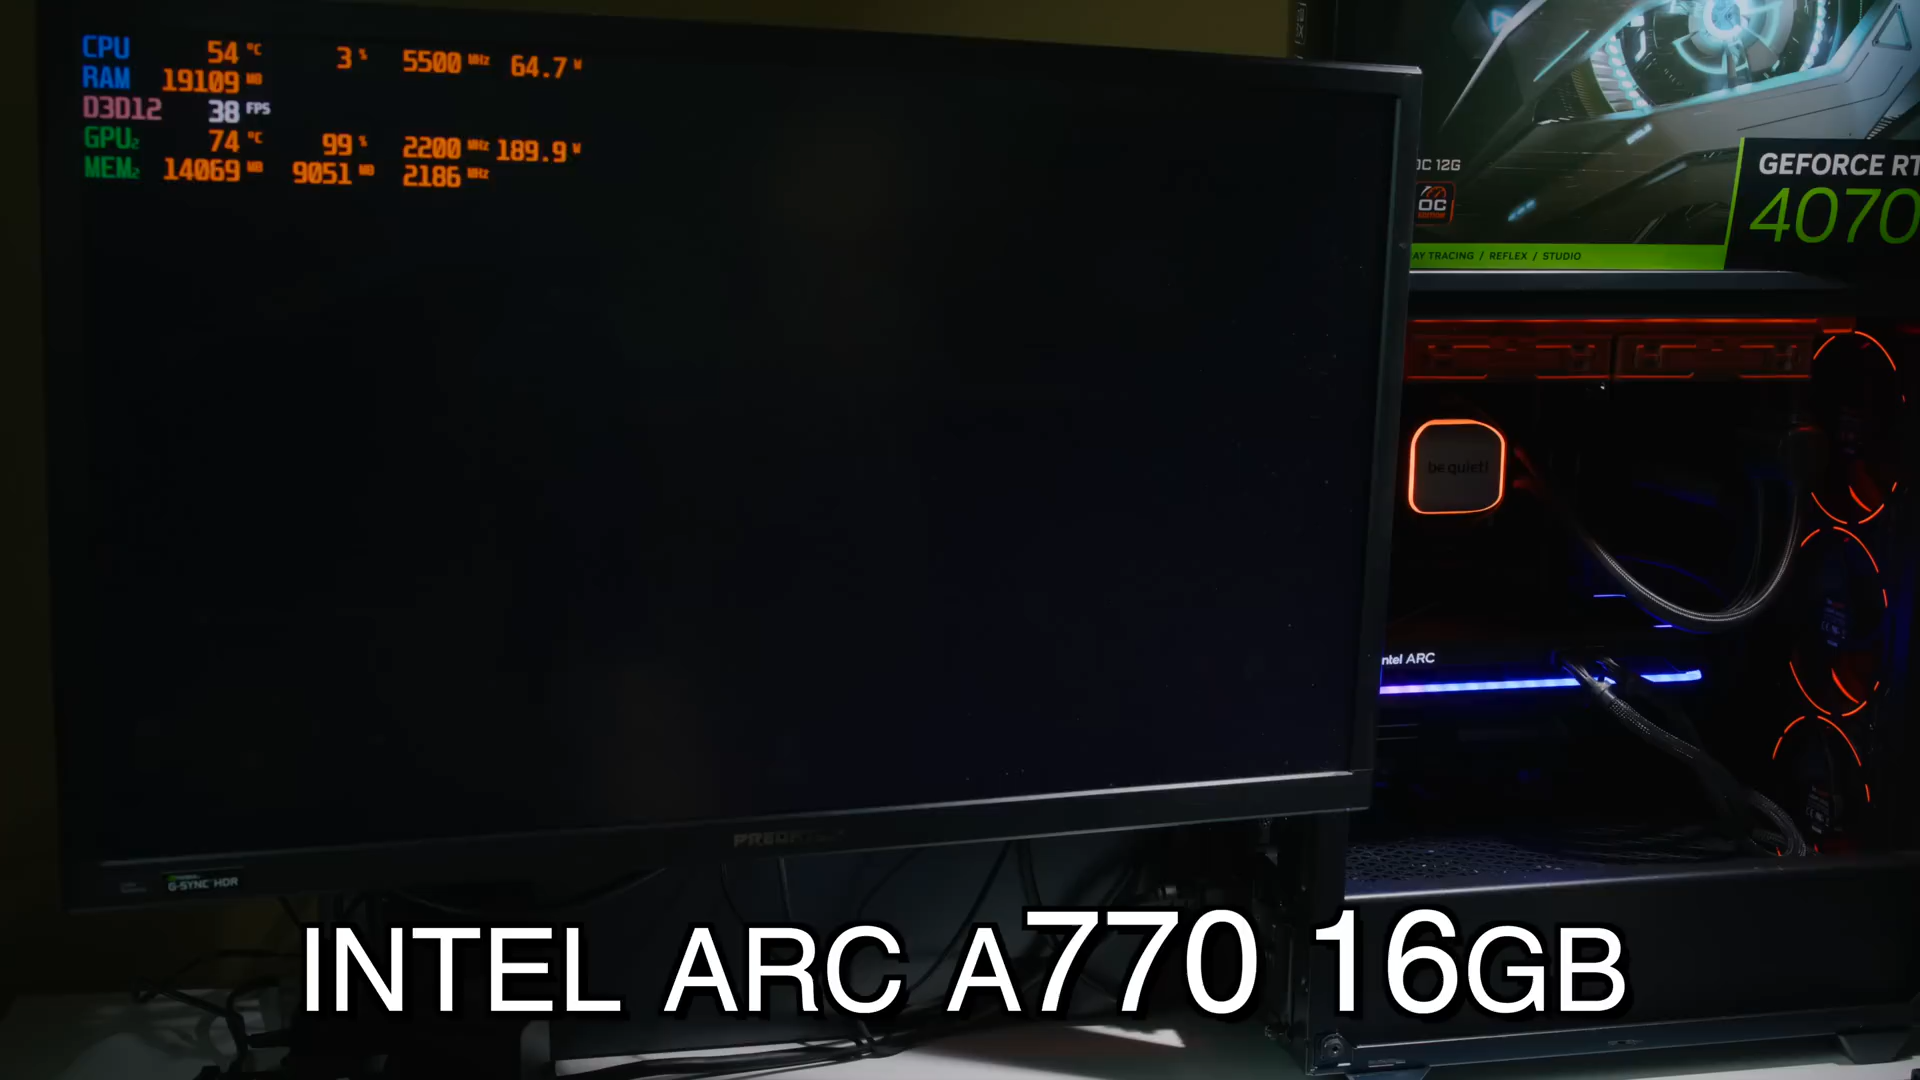 CPU 54 °C 3 % 5500 MHz 64.7 W
RAM 19109 MB
D3D12 38 FPS
GPU2 74 °C 99 % 2200 MHz 189.9 W
MEM2 14069 MB 9051 MB 2186 MHz
OC 12G
OC
EDITION
GEFORCE RT
4070
AY TRACING / REFLEX / STUDIO
be quiet!
ntel ARC
PREDATOR
G-SYNC HDR
INTEL ARC A770 16GB